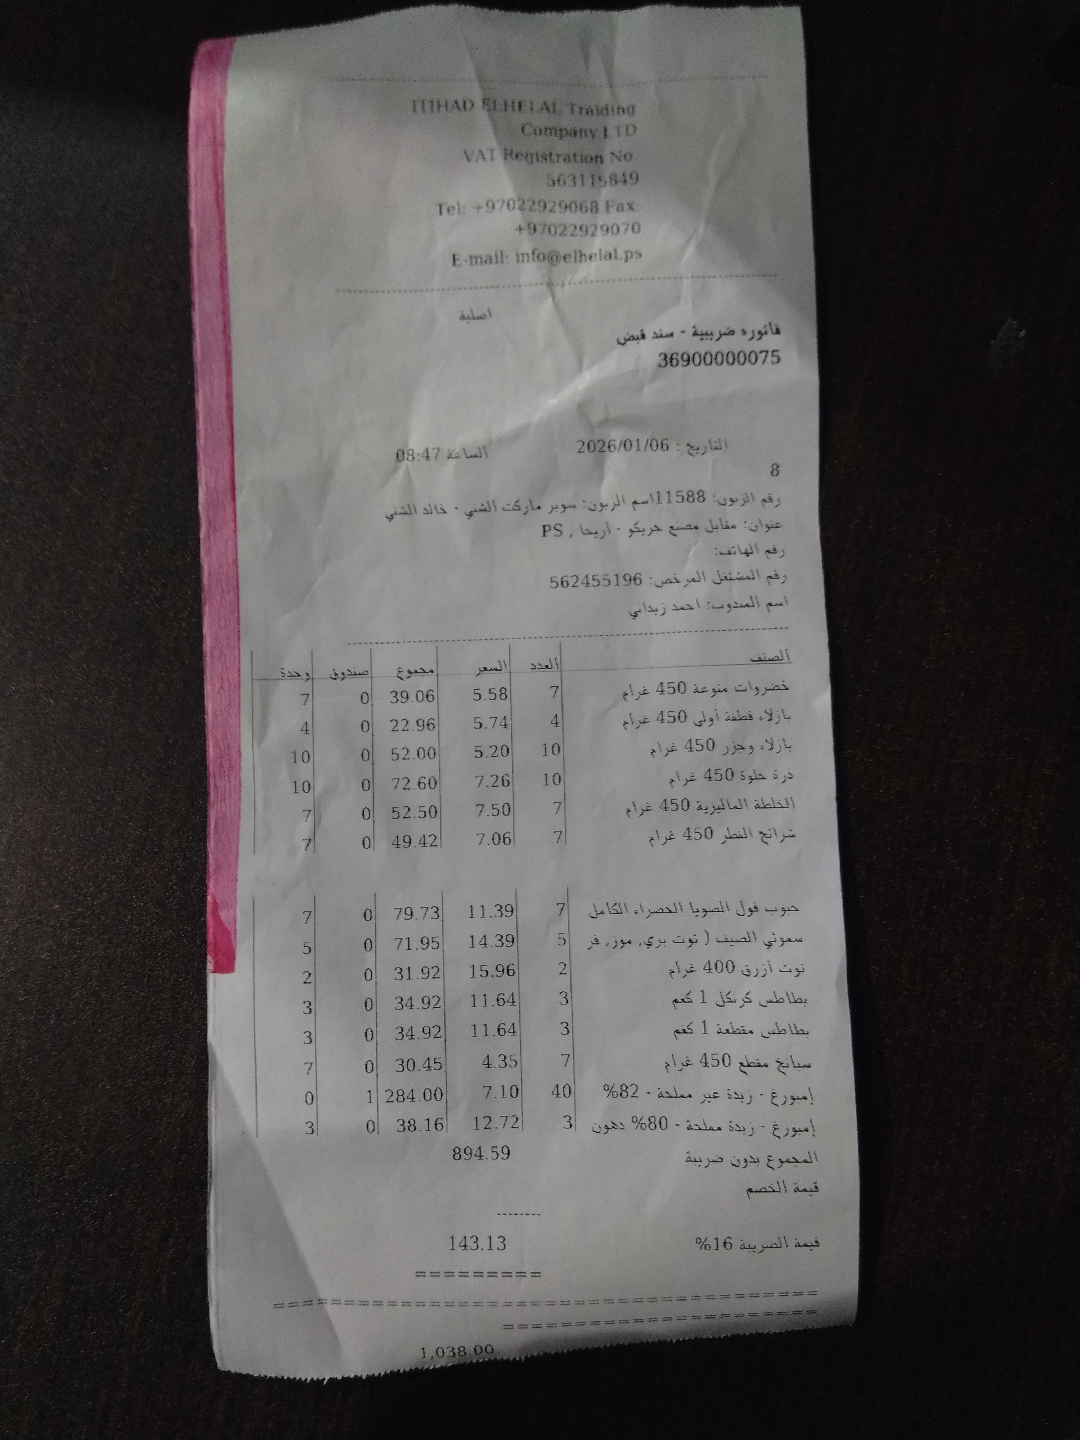 ITIHAD ELHELAL Traiding
Company LTD
VAT Registration No.
563115849
Tel: +97022929068 Fax:
+97022929070
E-mail: info@elhelal.ps
اصلية
فاتوره ضريبية - سند قبض
36900000075
التاريخ : 2026/01/06 الساعة 08:47
8
رقم الزبون: 11588اسم الزبون: سوبر ماركت الشني - خالد الشني
عنوان: مقابل مصنع جريكو - أريحا , PS
رقم الهاتف:
رقم المشتغل المرخص: 562455196
اسم المندوب: احمد زيداني
الصنف العدد السعر مجموع صندوق وحدة
خضروات منوعة 450 غرام 7 5.58 39.06 0 7
بازلاء قطفة أولى 450 غرام 4 5.74 22.96 0 4
بازلاء وجزر 450 غرام 10 5.20 52.00 0 10
ذرة حلوة 450 غرام 10 7.26 72.60 0 10
الخلطة الماليزية 450 غرام 7 7.50 52.50 0 7
شرائح الفطر 450 غرام 7 7.06 49.42 0 7
حبوب فول الصويا الخضراء الكامل 7 11.39 79.73 0 7
سموثي الصيف ( توت بري, موز, فر 5 14.39 71.95 0 5
توت أزرق 400 غرام 2 15.96 31.92 0 2
بطاطس كرنكل 1 كغم 3 11.64 34.92 0 3
بطاطس مقطعة 1 كغم 3 11.64 34.92 0 3
سبانخ مقطع 450 غرام 7 4.35 30.45 0 7
إمبورغ - زبدة غير مملحة - 82% 40 7.10 284.00 1 0
إمبورغ - زبدة مملحة - 80% دهون 3 12.72 38.16 0 3
المجموع بدون ضريبة 894.59
قيمة الخصم
قيمة الضريبة 16% 143.13
1,038.00